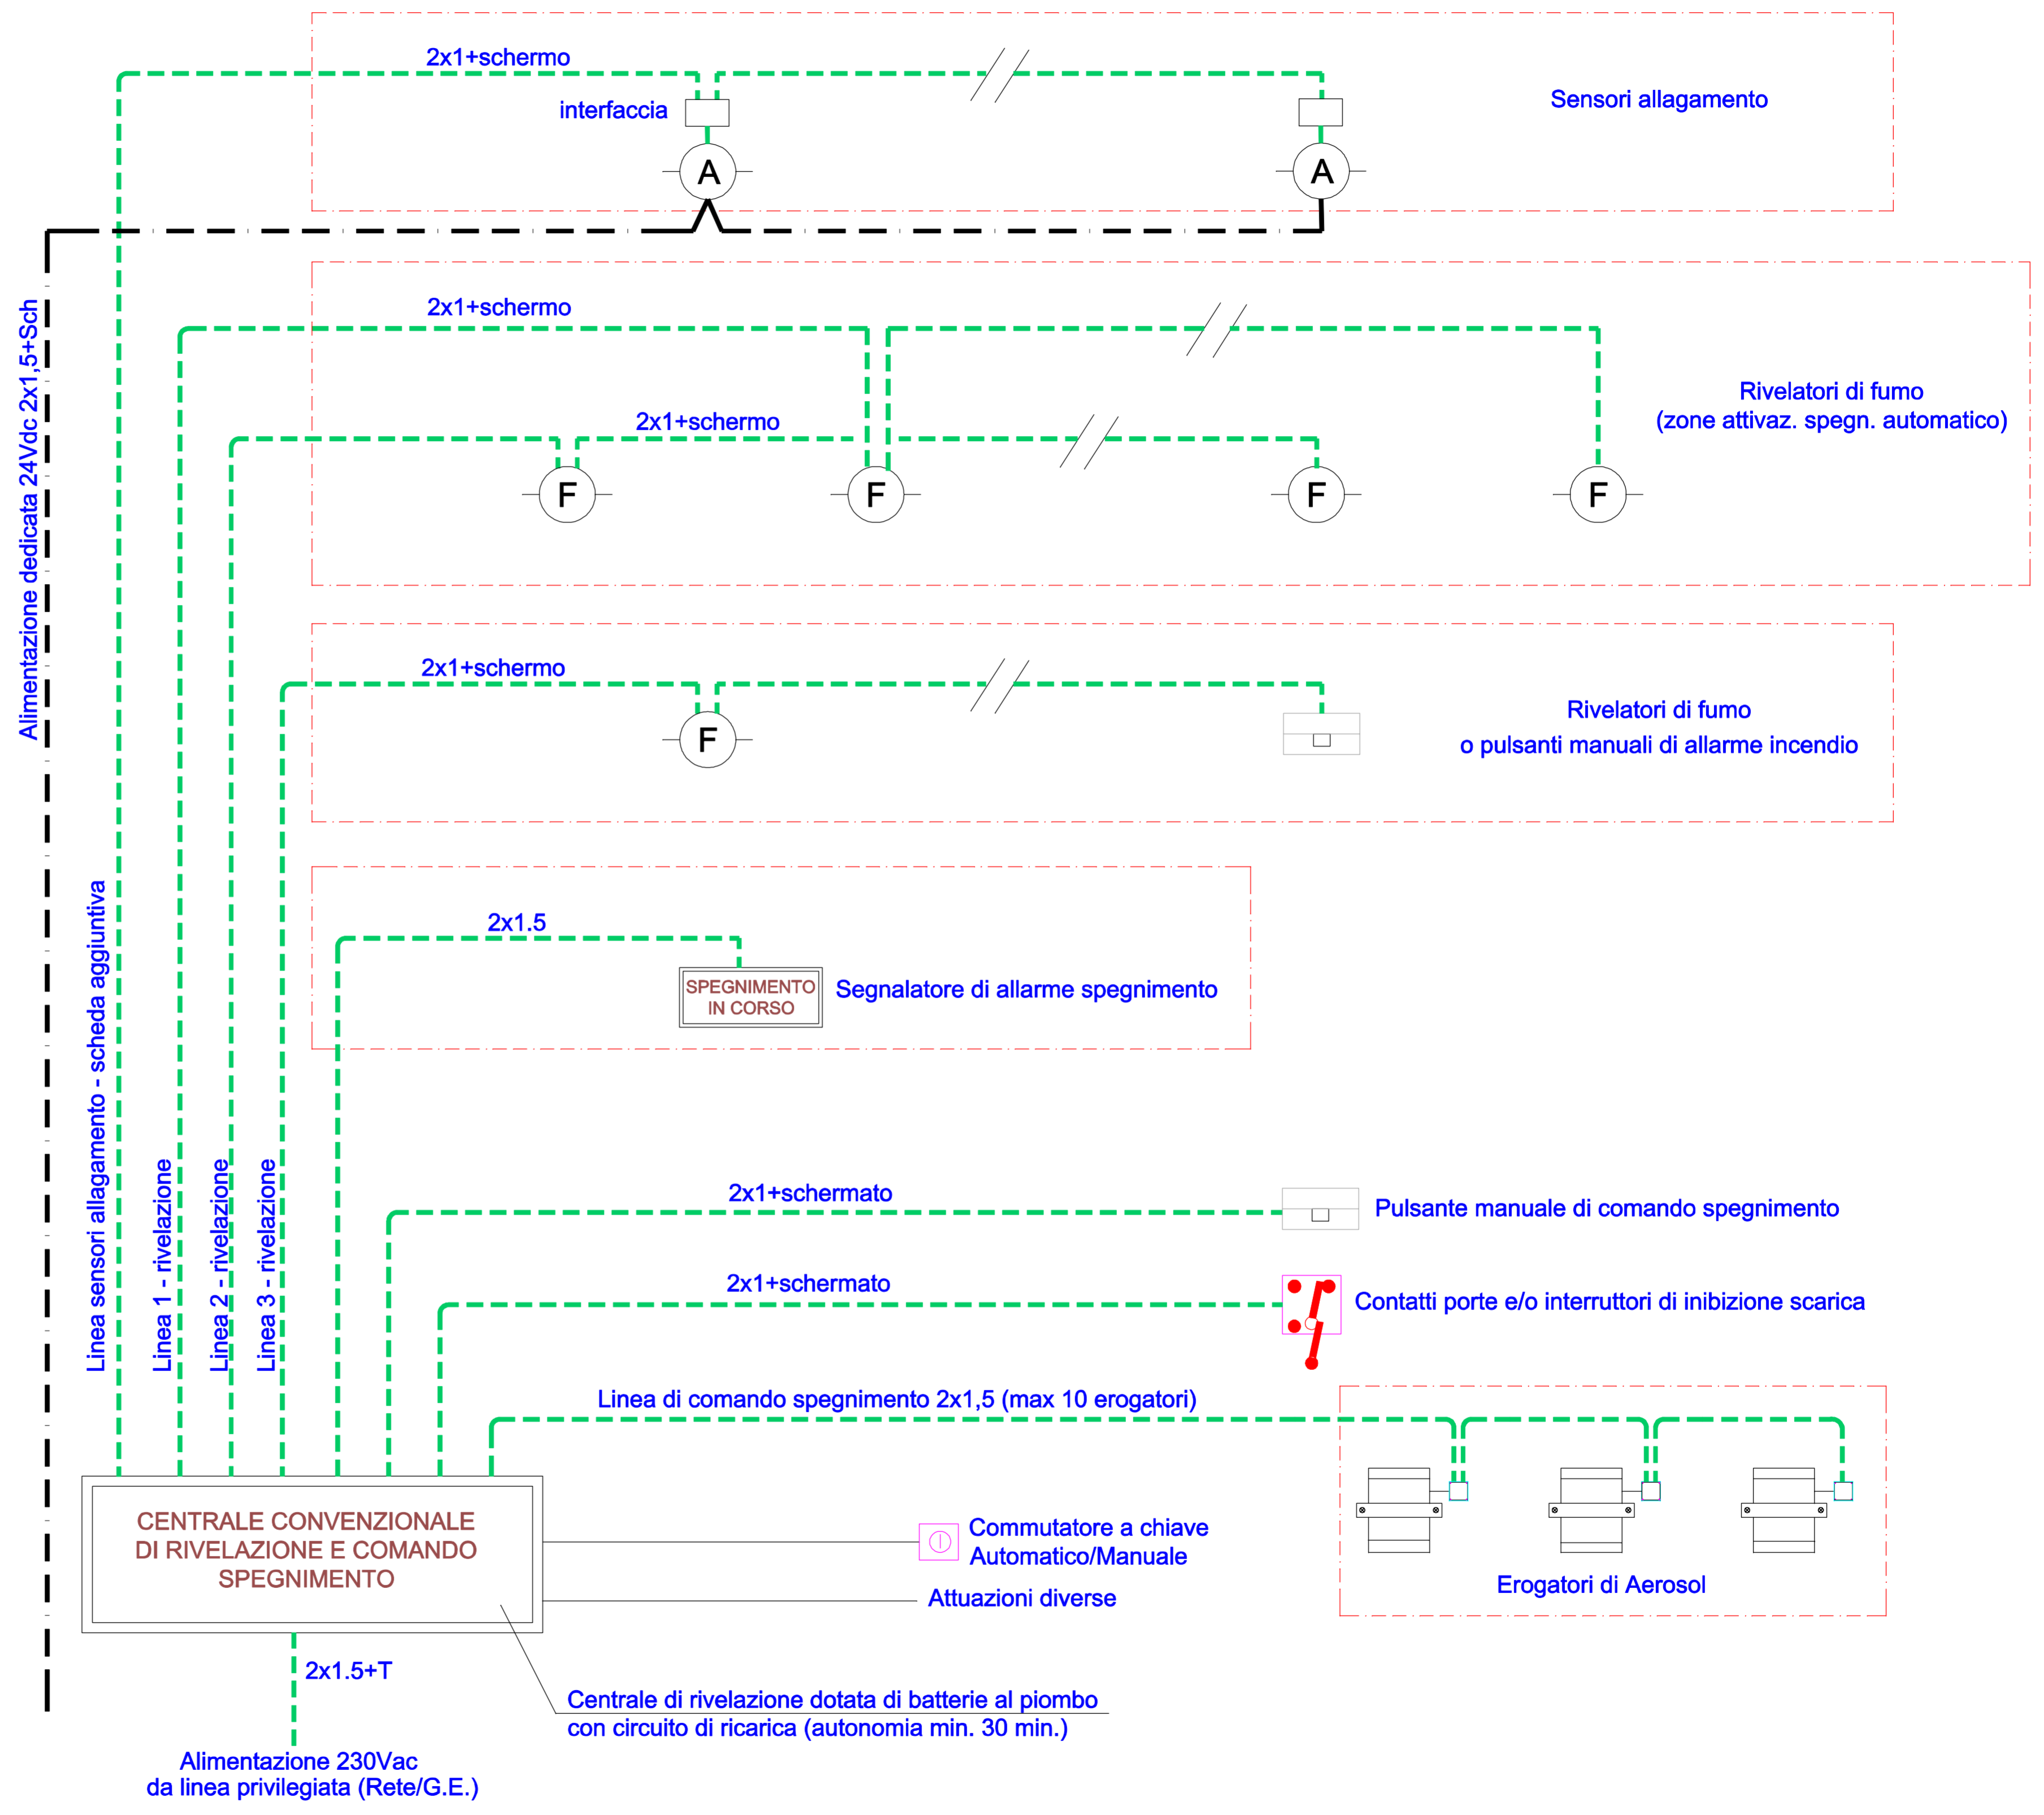 2x1+schermo
interfaccia
Sensori allagamento
A
A
Alimentazione dedicata 24Vdc 2x1,5+Sch
2x1+schermo
2x1+schermo
Rivelatori di fumo
(zone attivaz. spegn. automatico)
F
F
F
F
2x1+schermo
F
Rivelatori di fumo
o pulsanti manuali di allarme incendio
2x1.5
SPEGNIMENTO
IN CORSO
Segnalatore di allarme spegnimento
Linea sensori allagamento - scheda aggiuntiva
Linea 1 - rivelazione
Linea 2 - rivelazione
Linea 3 - rivelazione
2x1+schermato
Pulsante manuale di comando spegnimento
2x1+schermato
Contatti porte e/o interruttori di inibizione scarica
Linea di comando spegnimento 2x1,5 (max 10 erogatori)
Erogatori di Aerosol
CENTRALE CONVENZIONALE
DI RIVELAZIONE E COMANDO
SPEGNIMENTO
Commutatore a chiave
Automatico/Manuale
Attuazioni diverse
2x1.5+T
Centrale di rivelazione dotata di batterie al piombo
con circuito di ricarica (autonomia min. 30 min.)
Alimentazione 230Vac
da linea privilegiata (Rete/G.E.)